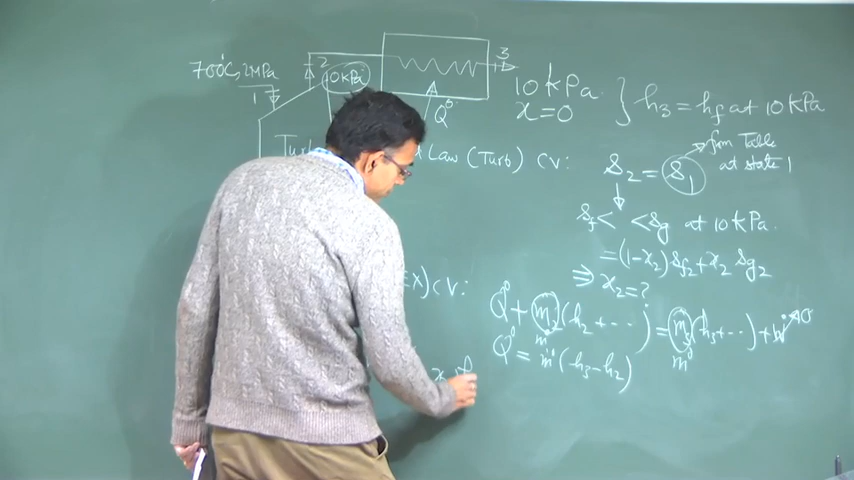 700°C, 2MPa
1
2
10kPa
3
Q°
10 kPa
x=0
} h₃ = hf at 10 kPa
Tur
Law (Turb) CV:
s₂ = s₁
from Table
at state 1
sf < < sg at 10 kPa
= (1-x₂) sf₂ + x₂ sg₂
⇒ x₂ = ?
EX) CV:
Q° + m₂ (h₂ + ...) = m₃ (h₃ + ...) + W° 0
m° m°
Q° = m° (h₃ - h₂)